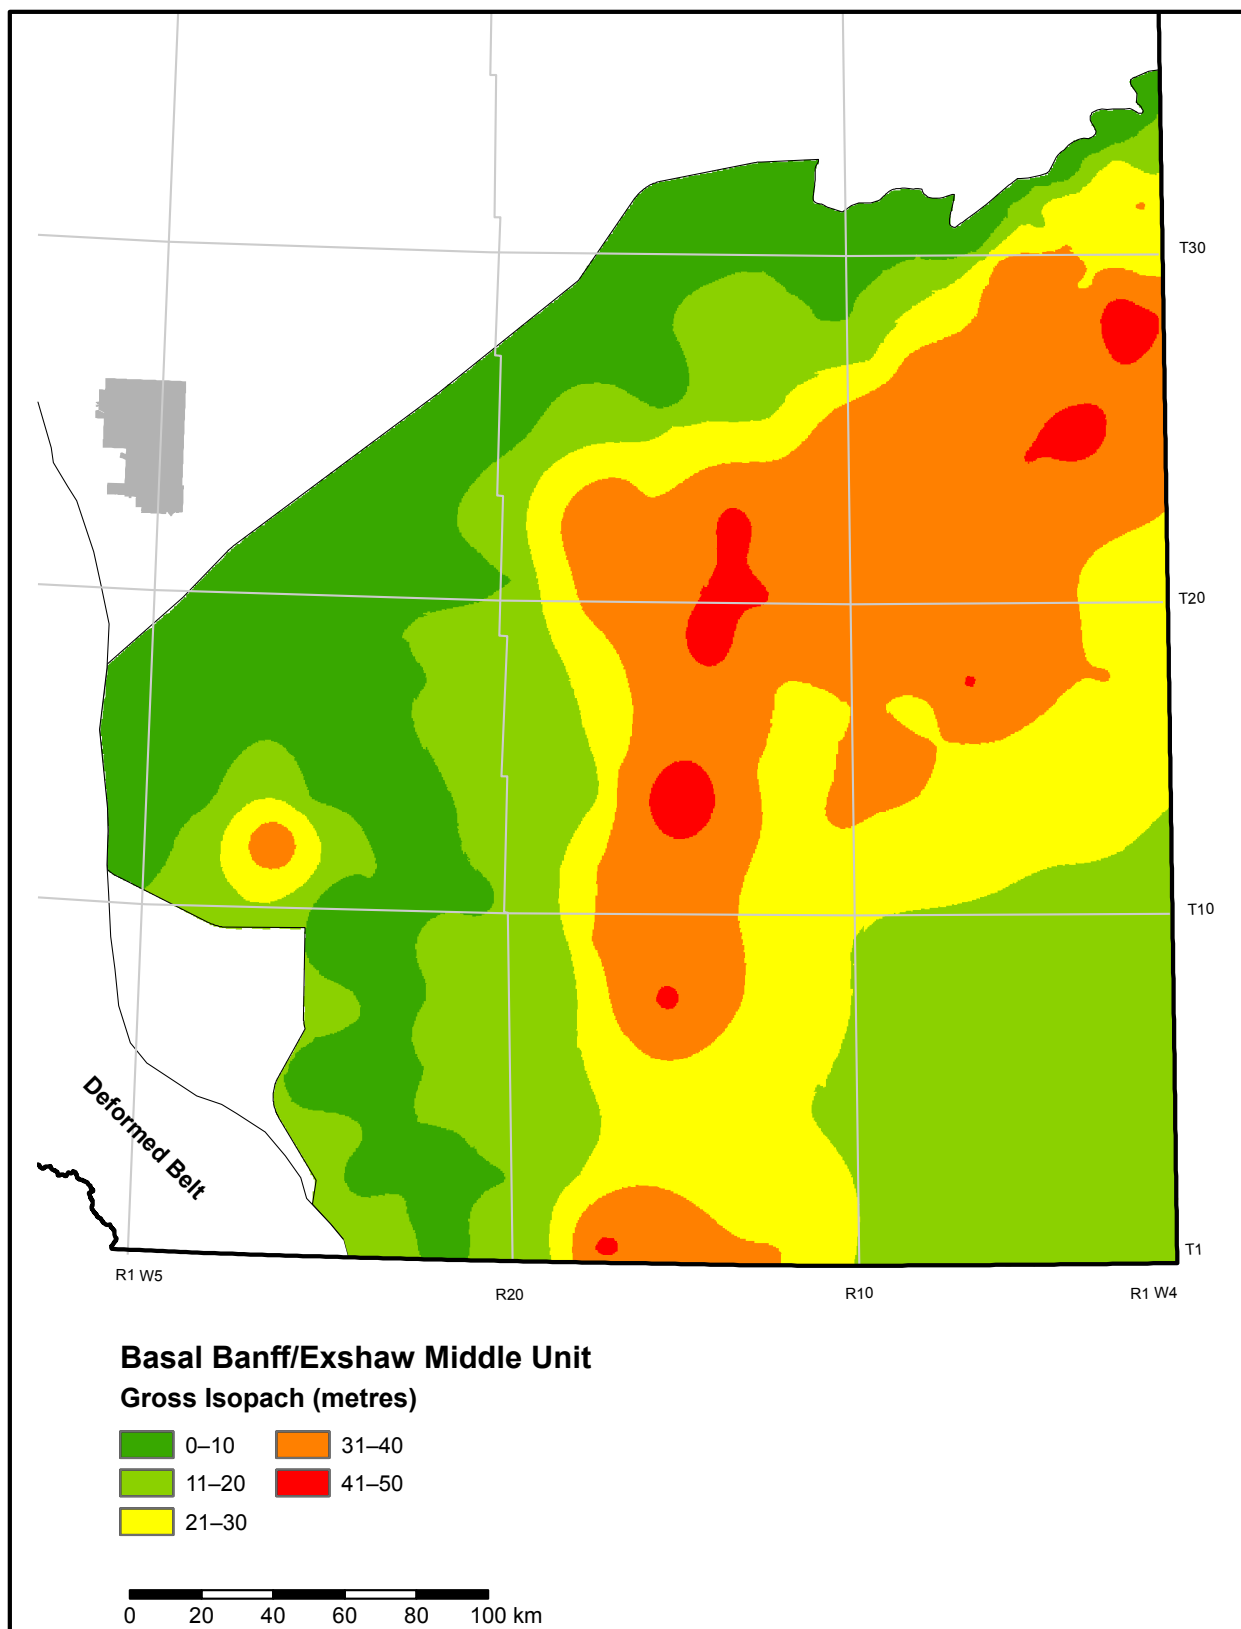 T30
T20
T10
Deformed Belt
T1
R1 W5
R20
R10
R1 W4
Basal Banff/Exshaw Middle Unit
Gross Isopach (metres)
0–10
31–40
11–20
41–50
21–30
0 20 40 60 80 100 km